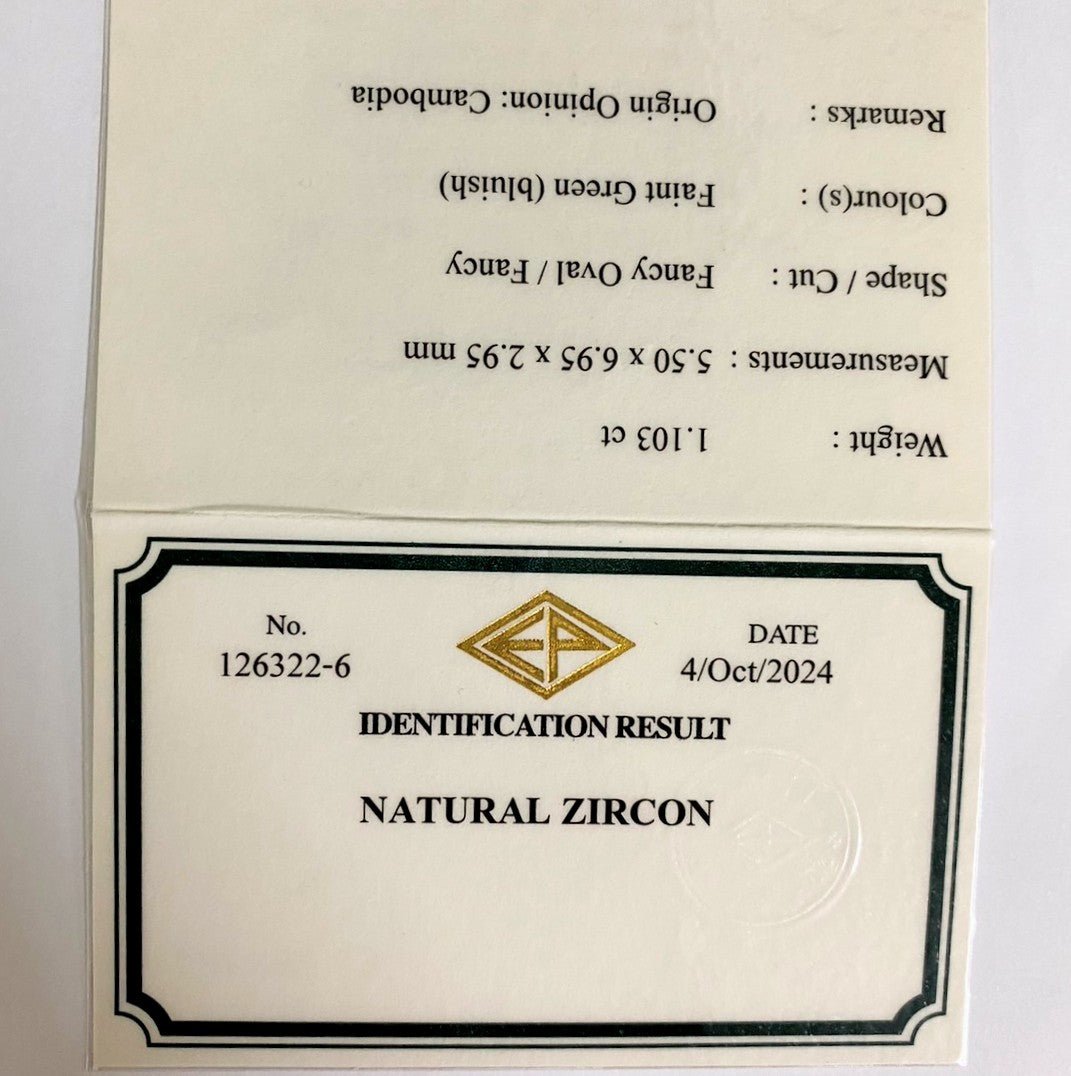 Weight : 1.103 ct
Measurements : 5.50 x 6.95 x 2.95 mm
Shape / Cut : Fancy Oval / Fancy
Colour(s) : Faint Green (bluish)
Remarks : Origin Opinion: Cambodia
No.
126322-6
EP
DATE
4/Oct/2024
IDENTIFICATION RESULT
NATURAL ZIRCON